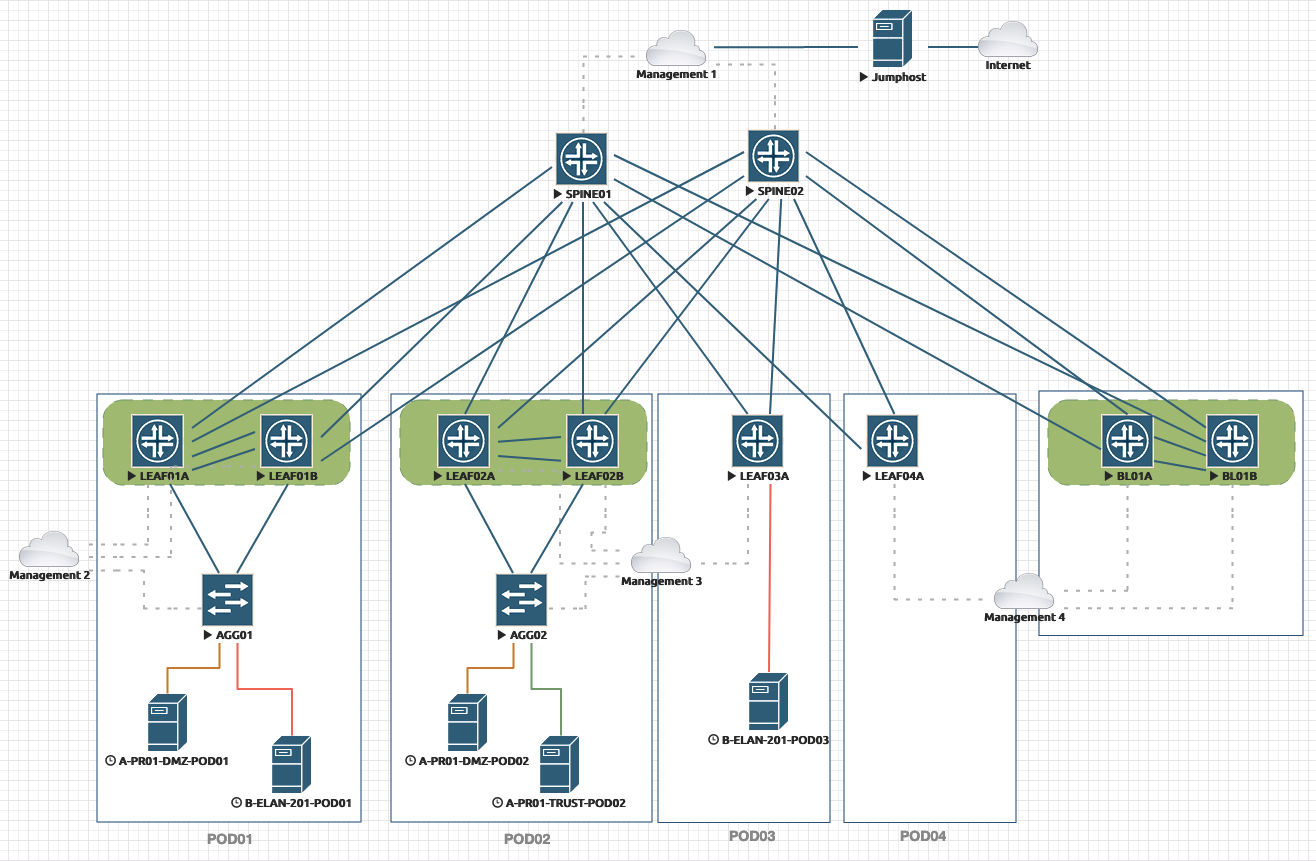 Management 1
Jumphost
Internet
SPINE01
SPINE02
LEAF01A
LEAF01B
LEAF02A
LEAF02B
LEAF03A
LEAF04A
BL01A
BL01B
Management 2
Management 3
Management 4
AGG01
AGG02
A-PR01-DMZ-POD01
B-ELAN-201-POD01
A-PR01-DMZ-POD02
A-PR01-TRUST-POD02
B-ELAN-201-POD03
POD01
POD02
POD03
POD04